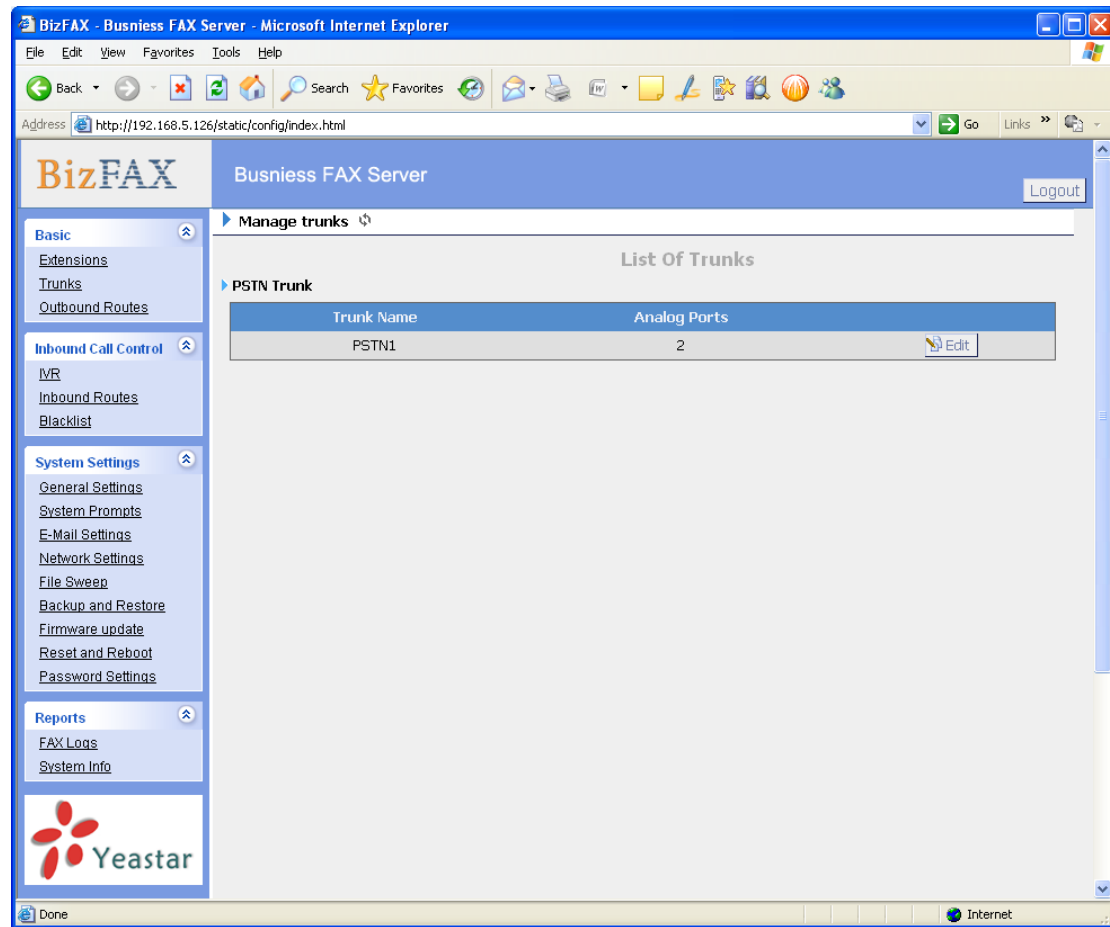 BizFAX - Busniess FAX Server - Microsoft Internet Explorer
File Edit View Favorites Tools Help
Back Search Favorites
Address http://192.168.5.126/static/config/index.html Go Links »
BizFAX
Busniess FAX Server
Logout
Basic
Extensions
Trunks
Outbound Routes
Inbound Call Control
IVR
Inbound Routes
Blacklist
System Settings
General Settings
System Prompts
E-Mail Settings
Network Settings
File Sweep
Backup and Restore
Firmware update
Reset and Reboot
Password Settings
Reports
FAX Logs
System Info
Yeastar
Manage trunks
List Of Trunks
PSTN Trunk
Trunk Name Analog Ports
PSTN1 2 Edit
Done Internet